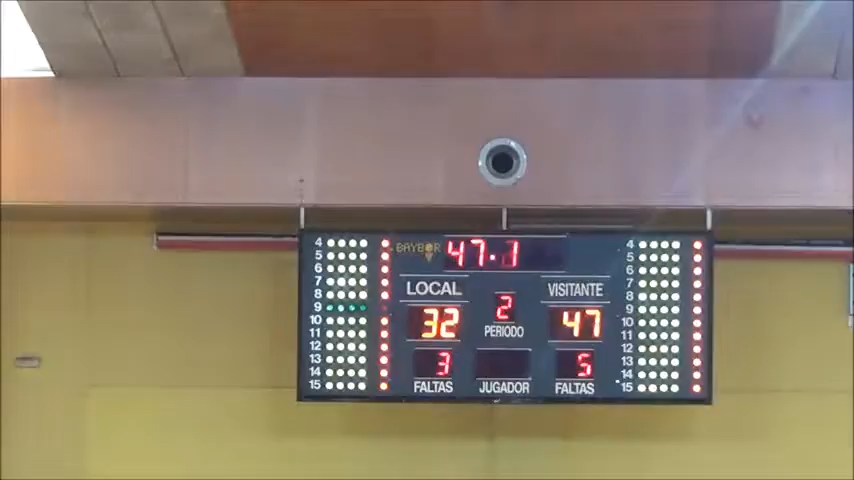 BAYBOR 47.1
LOCAL VISITANTE
32 2 47
PERIODO
3 5
FALTAS JUGADOR FALTAS
4 4
5 5
6 6
7 7
8 8
9 9
10 10
11 11
12 12
13 13
14 14
15 15